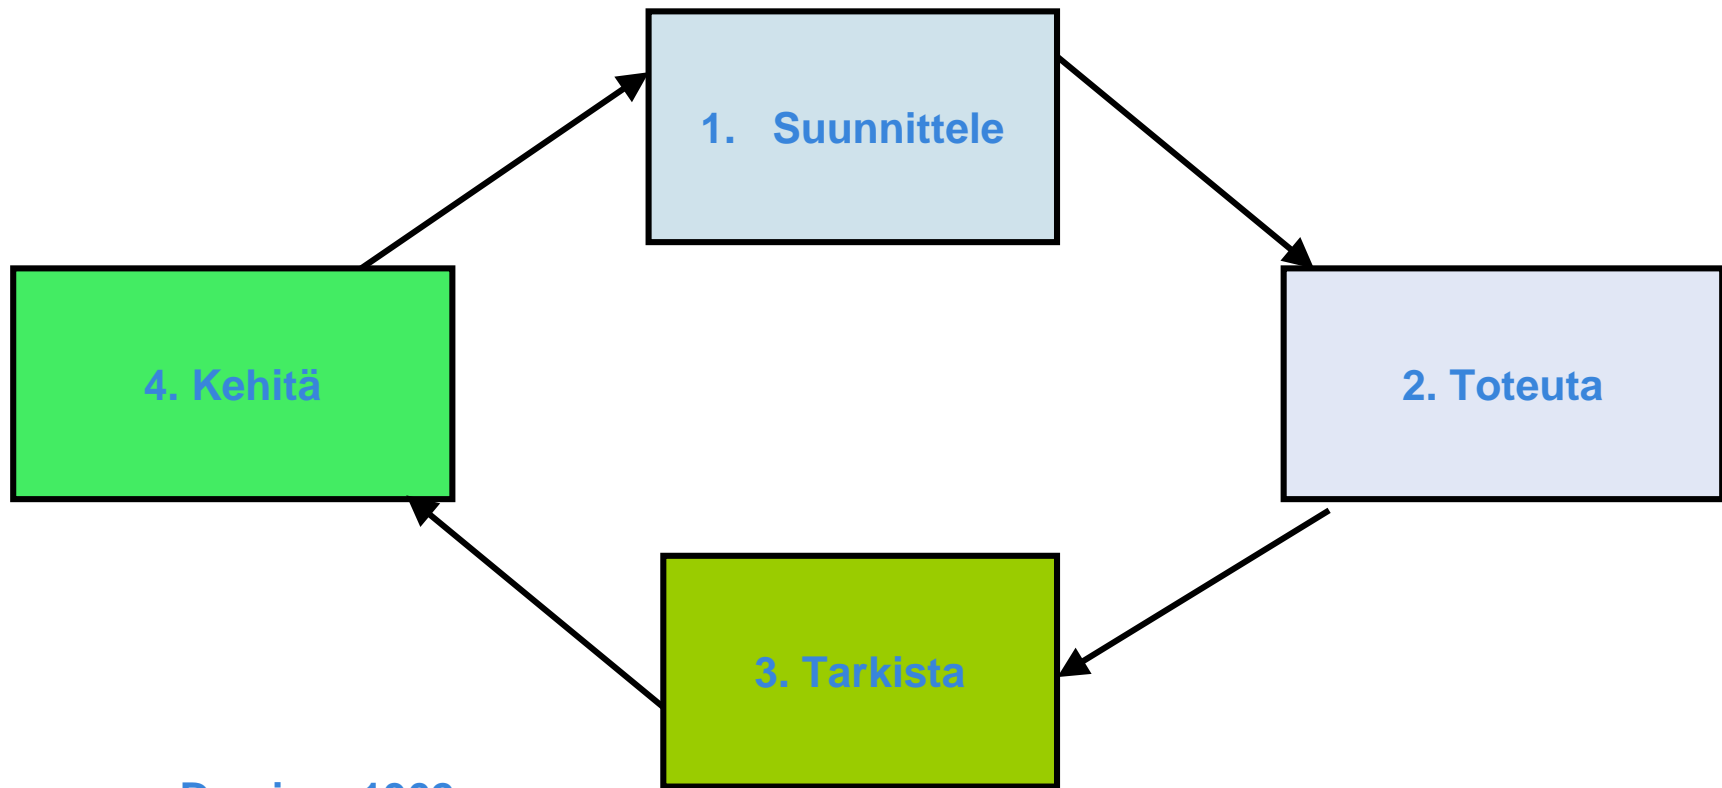 1. Suunnittele
4. Kehitä
2. Toteuta
3. Tarkista